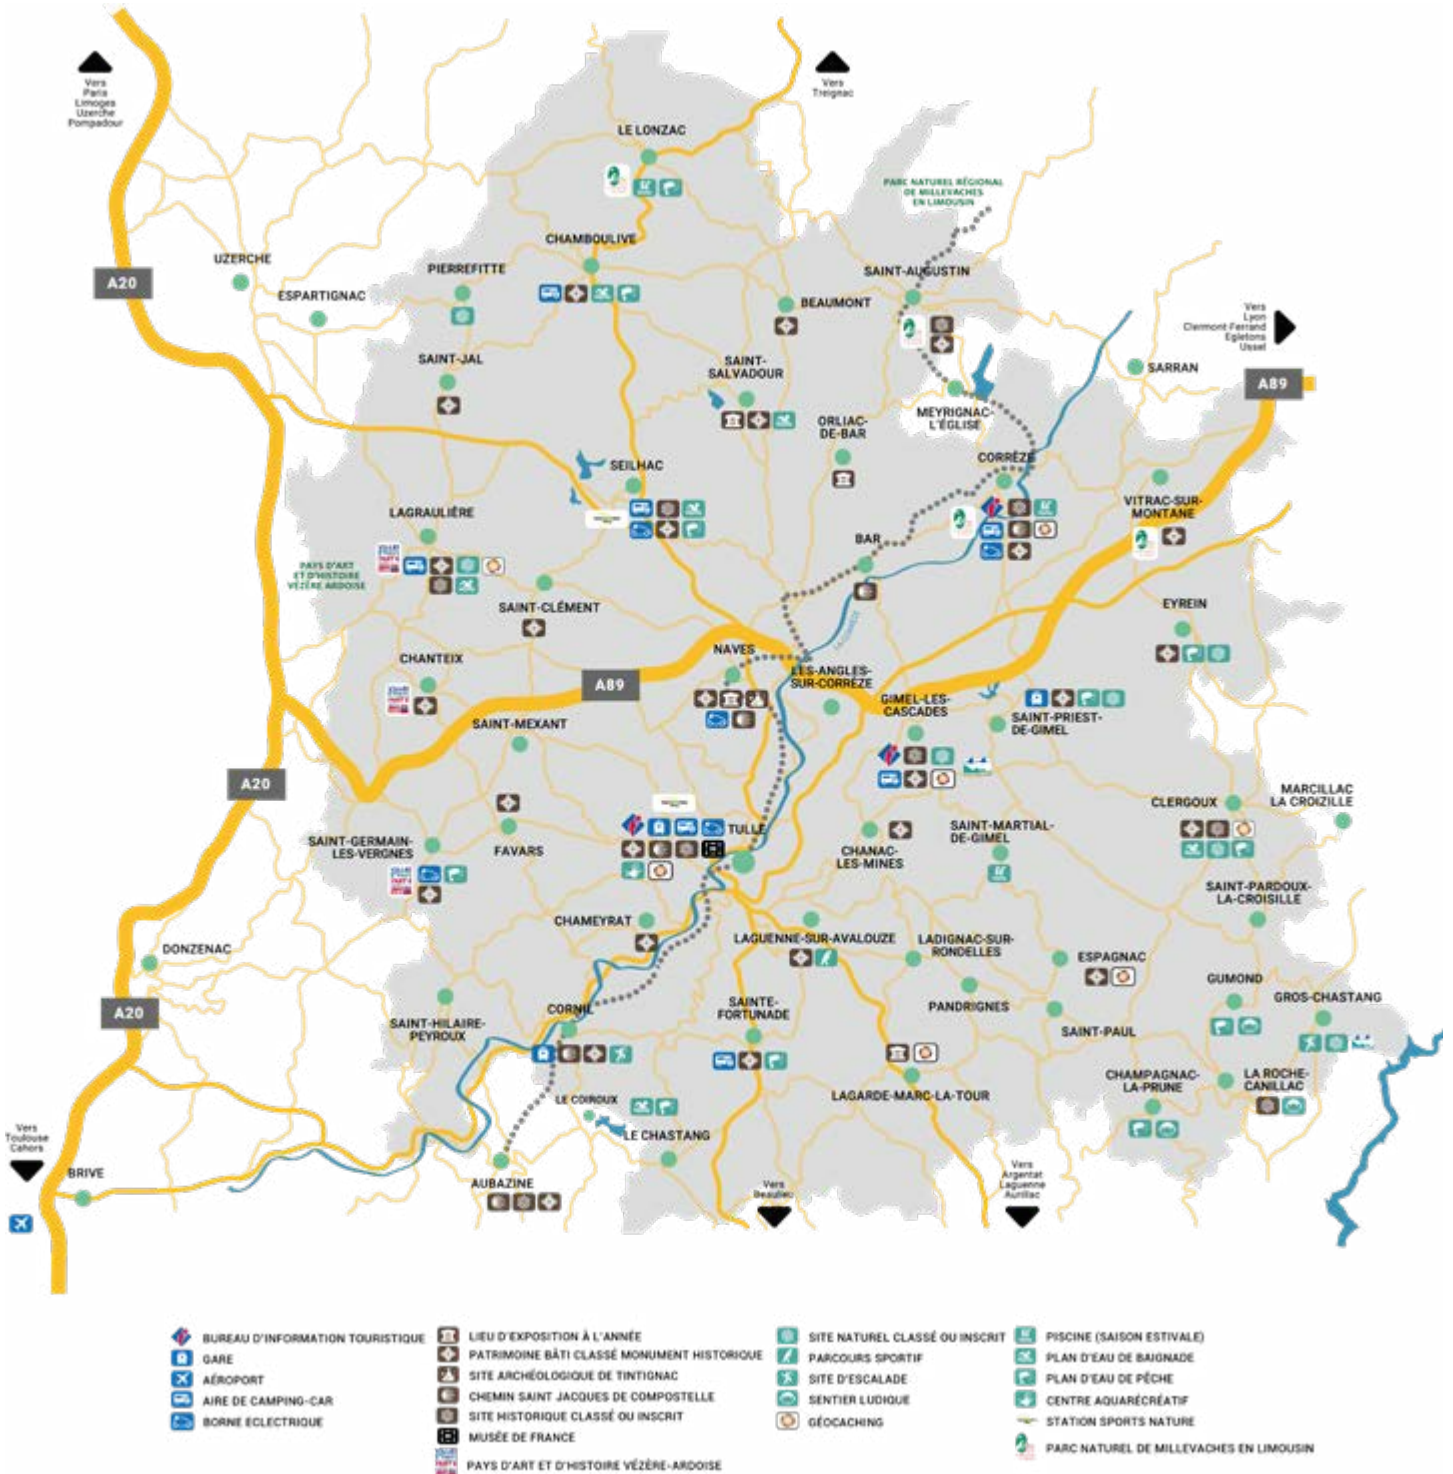 Vers
Paris
Limoges
Uzerche
Pompadour
Vers
Treignac
LE LONZAC
PARC NATUREL RÉGIONAL
DE MILLEVACHES
EN LIMOUSIN
CHAMBOULIVE
UZERCHE
PIERREFITTE
SAINT-AUGUSTIN
A20
ESPARTIGNAC
BEAUMONT
Vers
Lyon
Clermont-Ferrand
Egletons
Ussel
SAINT-JAL
SAINT-
SALVADOUR
SARRAN
A89
MEYRIGNAC-
L'ÉGLISE
ORLIAC-
DE-BAR
SEILHAC
CORRÈZE
VITRAC-SUR-
MONTANE
LAGRAULIÈRE
BAR
PAYS D'ART
ET D'HISTOIRE
VÉZÈRE ARDOISE
SAINT-CLÉMENT
EYREIN
LA CORRÈZE
CHANTEIX
NAVES
LES-ANGLES-
SUR-CORRÈZE
A89
GIMEL-LES-
CASCADES
SAINT-MEXANT
SAINT-PRIEST-
DE-GIMEL
A20
MARCILLAC
LA CROIZILLE
CLERGOUX
SAINT-GERMAIN-
LES-VERGNES
FAVARS
TULLE
CHANAC-
LES-MINES
SAINT-MARTIAL-
DE-GIMEL
SAINT-PARDOUX-
LA-CROISILLE
CHAMEYRAT
DONZENAC
LAGUENNE-SUR-AVALOUZE
LADIGNAC-SUR-
RONDELLES
ESPAGNAC
GUMOND
GROS-CHASTANG
A20
SAINT-HILAIRE-
PEYROUX
CORNIL
SAINTE-
FORTUNADE
PANDRIGNES
SAINT-PAUL
CHAMPAGNAC-
LA-PRUNE
LA ROCHE-
CANILLAC
LE COIROUX
LAGARDE-MARC-LA-TOUR
Vers
Toulouse
Cahors
LE CHASTANG
BRIVE
AUBAZINE
Vers
Beaulieu
Vers
Argentat
Laguenne
Aurillac
BUREAU D'INFORMATION TOURISTIQUE
GARE
AÉROPORT
AIRE DE CAMPING-CAR
BORNE ECLECTRIQUE
LIEU D'EXPOSITION À L'ANNÉE
PATRIMOINE BÂTI CLASSÉ MONUMENT HISTORIQUE
SITE ARCHÉOLOGIQUE DE TINTIGNAC
CHEMIN SAINT JACQUES DE COMPOSTELLE
SITE HISTORIQUE CLASSÉ OU INSCRIT
MUSÉE DE FRANCE
PAYS D'ART ET D'HISTOIRE VÉZÈRE-ARDOISE
SITE NATUREL CLASSÉ OU INSCRIT
PARCOURS SPORTIF
SITE D'ESCALADE
SENTIER LUDIQUE
GÉOCACHING
PISCINE (SAISON ESTIVALE)
PLAN D'EAU DE BAIGNADE
PLAN D'EAU DE PÊCHE
CENTRE AQUARÉCRÉATIF
STATION SPORTS NATURE
PARC NATUREL DE MILLEVACHES EN LIMOUSIN